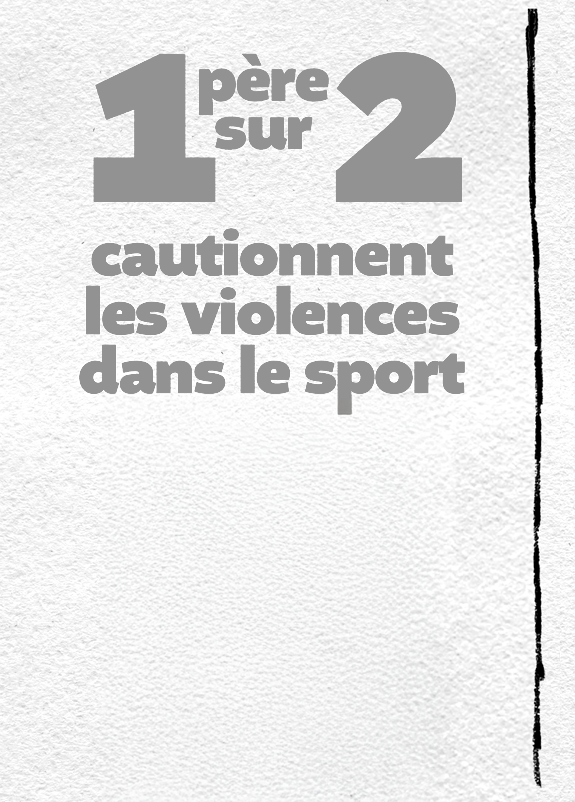 1 père sur 2
cautionnent
les violences
dans le sport